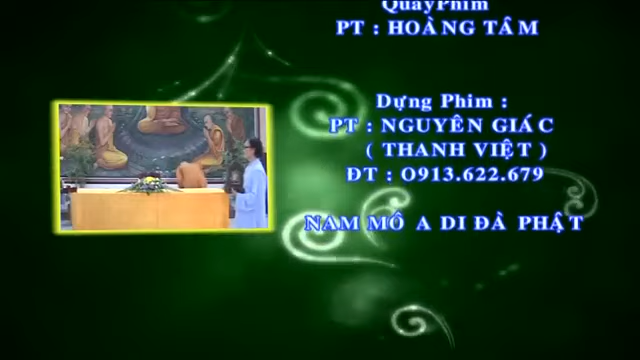 QuayPhim
PT : HOÀNG TÂM
Dựng Phim :
PT : NGUYÊN GIÁC
( THANH VIỆT )
ĐT : O913.622.679
NAM MÔ A DI ĐÀ PHẬT